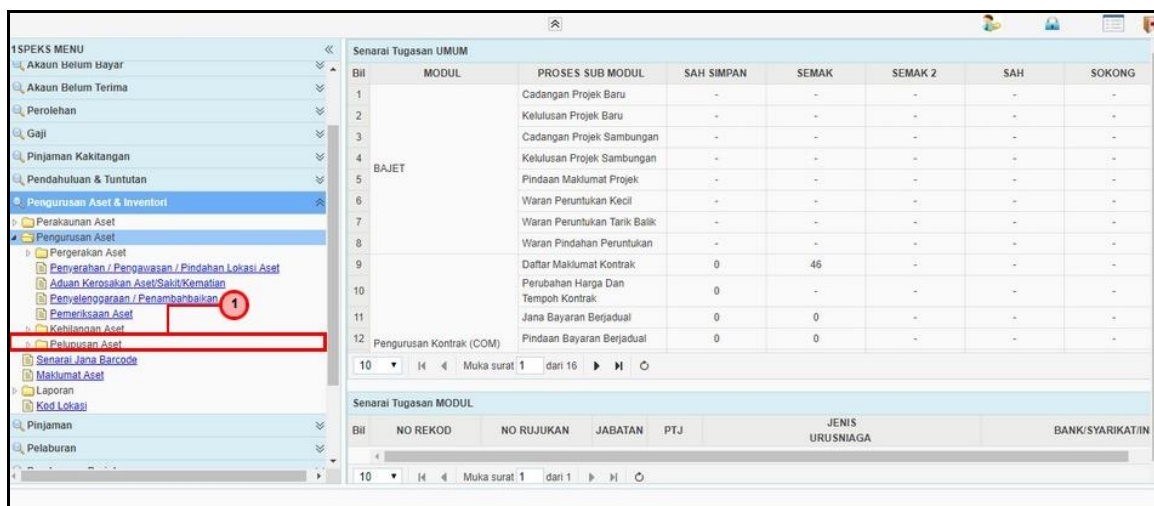 1SPEKS MENU
Akaun Belum Bayar
Akaun Belum Terima
Perolehan
Gaji
Pinjaman Kakitangan
Pendahuluan & Tuntutan
Pengurusan Aset & Inventori
Perakaunan Aset
Pengurusan Aset
Pergerakan Aset
Penyerahan / Pengawasan / Pindahan Lokasi Aset
Aduan Kerosakan Aset/Sakit/Kematian
Penyelenggaraan / Penambahbaikan
1
Pemeriksaan Aset
Kehilangan Aset
Pelupusan Aset
Senarai Jana Barcode
Maklumat Aset
Laporan
Kod Lokasi
Pinjaman
Pelaburan
Senarai Tugasan UMUM
Bil MODUL PROSES SUB MODUL SAH SIMPAN SEMAK SEMAK 2 SAH SOKONG
1 Cadangan Projek Baru - - - - -
2 Kelulusan Projek Baru - - - - -
3 Cadangan Projek Sambungan - - - - -
4 Kelulusan Projek Sambungan - - - - -
BAJET
5 Pindaan Maklumat Projek - - - - -
6 Waran Peruntukan Kecil - - - - -
7 Waran Peruntukan Tarik Balik - - - - -
8 Waran Pindahan Peruntukan - - - - -
9 Daftar Maklumat Kontrak 0 46 - - -
10 Perubahan Harga Dan
Tempoh Kontrak 0 - - - -
11 Jana Bayaran Berjadual 0 0 - - -
12 Pengurusan Kontrak (COM) Pindaan Bayaran Berjadual 0 0 - - -
10 Muka surat 1 dari 16
Senarai Tugasan MODUL
Bil NO REKOD NO RUJUKAN JABATAN PTJ JENIS
URUSNIAGA BANK/SYARIKAT/IN
10 Muka surat 1 dari 1